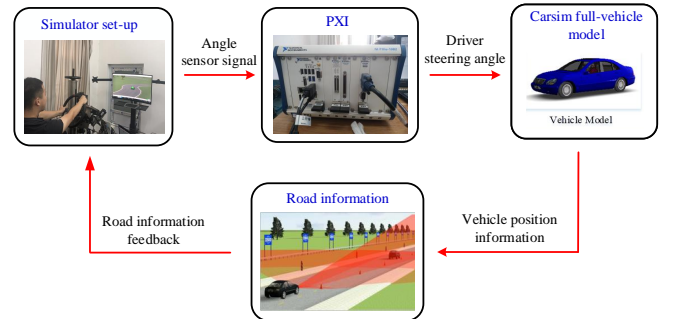 Simulator set-up
PXI
Carsim full-vehicle
model
Angle
sensor signal
Driver
steering angle
Vehicle Model
Road information
Road information
feedback
Vehicle position
information